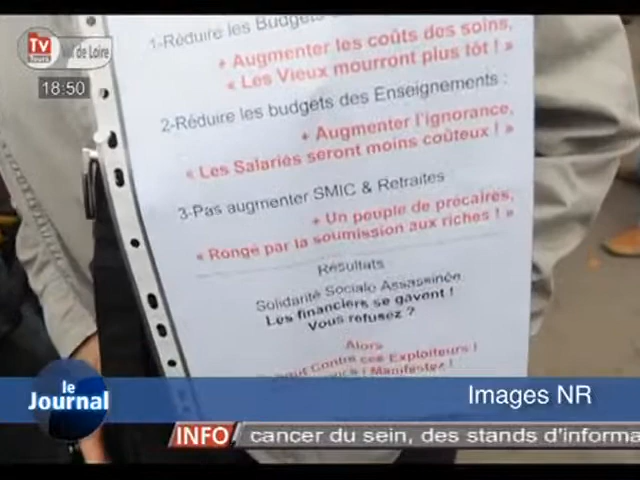 TV
Tours
de Loire
18:50
1-Réduire les Budgets
+ Augmenter les coûts des soins,
« Les Vieux mourront plus tôt ! »
2-Réduire les budgets des Enseignements :
+ Augmenter l'ignorance,
« Les Salariés seront moins coûteux ! »
3-Pas augmenter SMIC & Retraites
+ Un peuple de précaires,
« Rongé par la soumission aux riches ! »
Résultats
Solidarité Sociale Assassinée
Les financiers se gavent !
Vous refusez ?
Alors
Contre ces Exploiteurs !
! Manifestez !
le
Journal
Images NR
INFO
cancer du sein, des stands d'informa